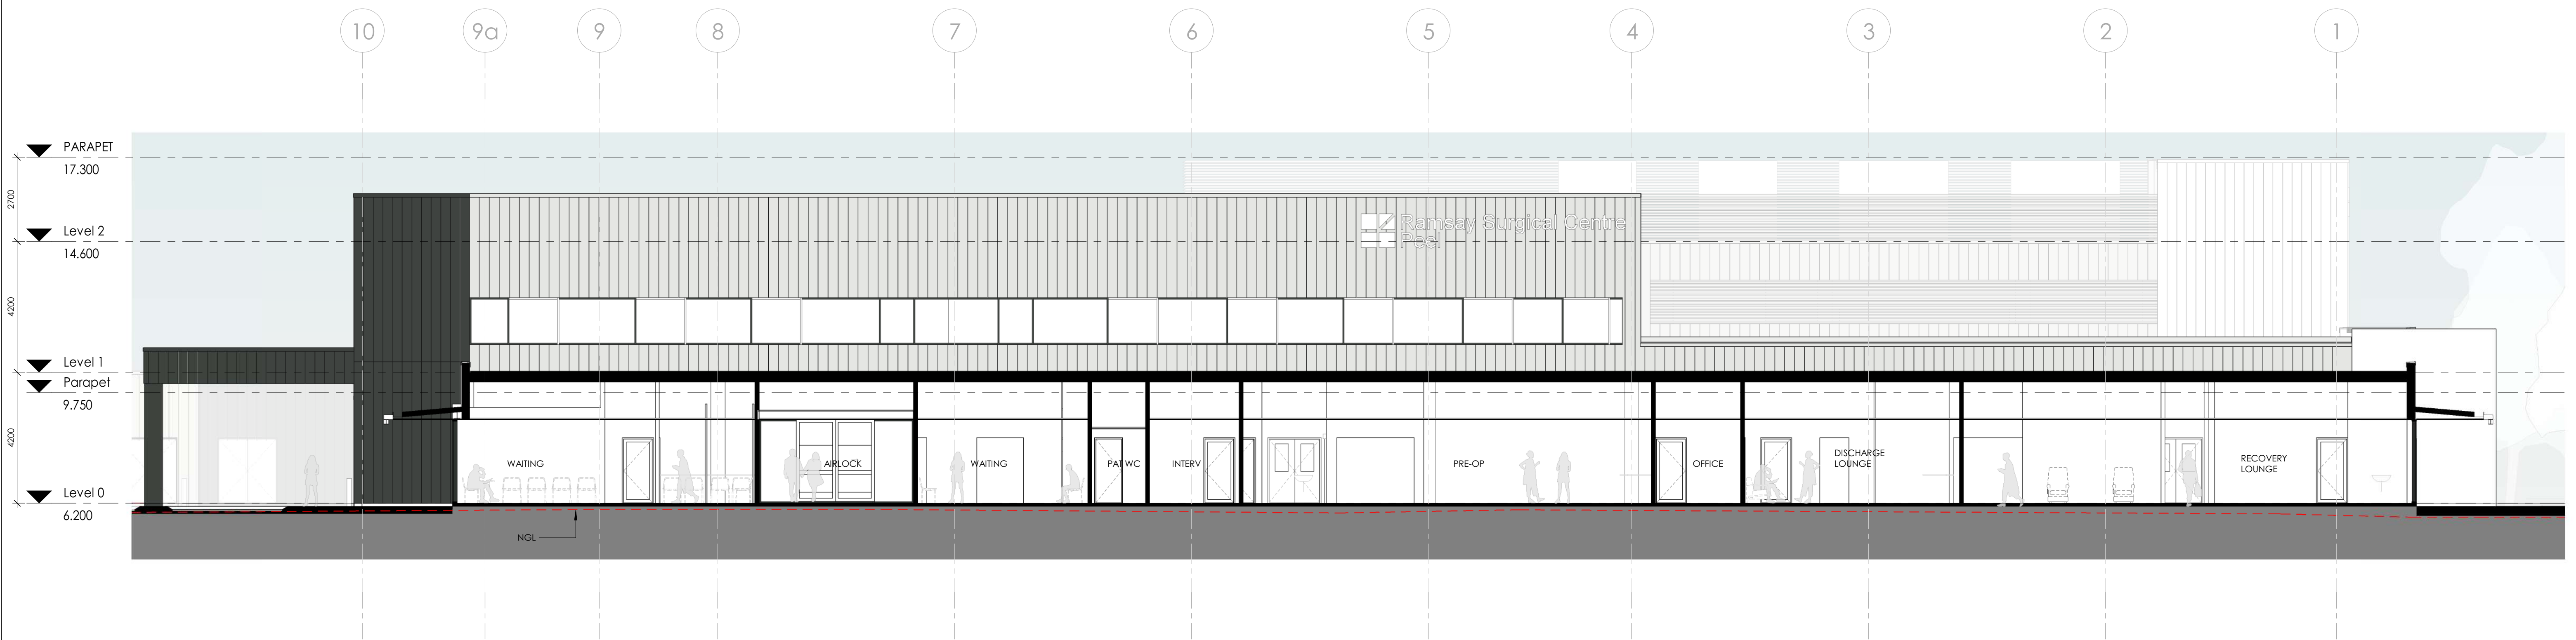 10
9a
9
8
7
6
5
4
3
2
1
PARAPET
17.300
2700
Level 2
14.600
Ramsay Surgical Centre
Peel
4200
Level 1
Parapet
9.750
4200
WAITING
AIRLOCK
WAITING
PAT WC
INTERV
PRE-OP
OFFICE
DISCHARGE
LOUNGE
RECOVERY
LOUNGE
Level 0
6.200
NGL